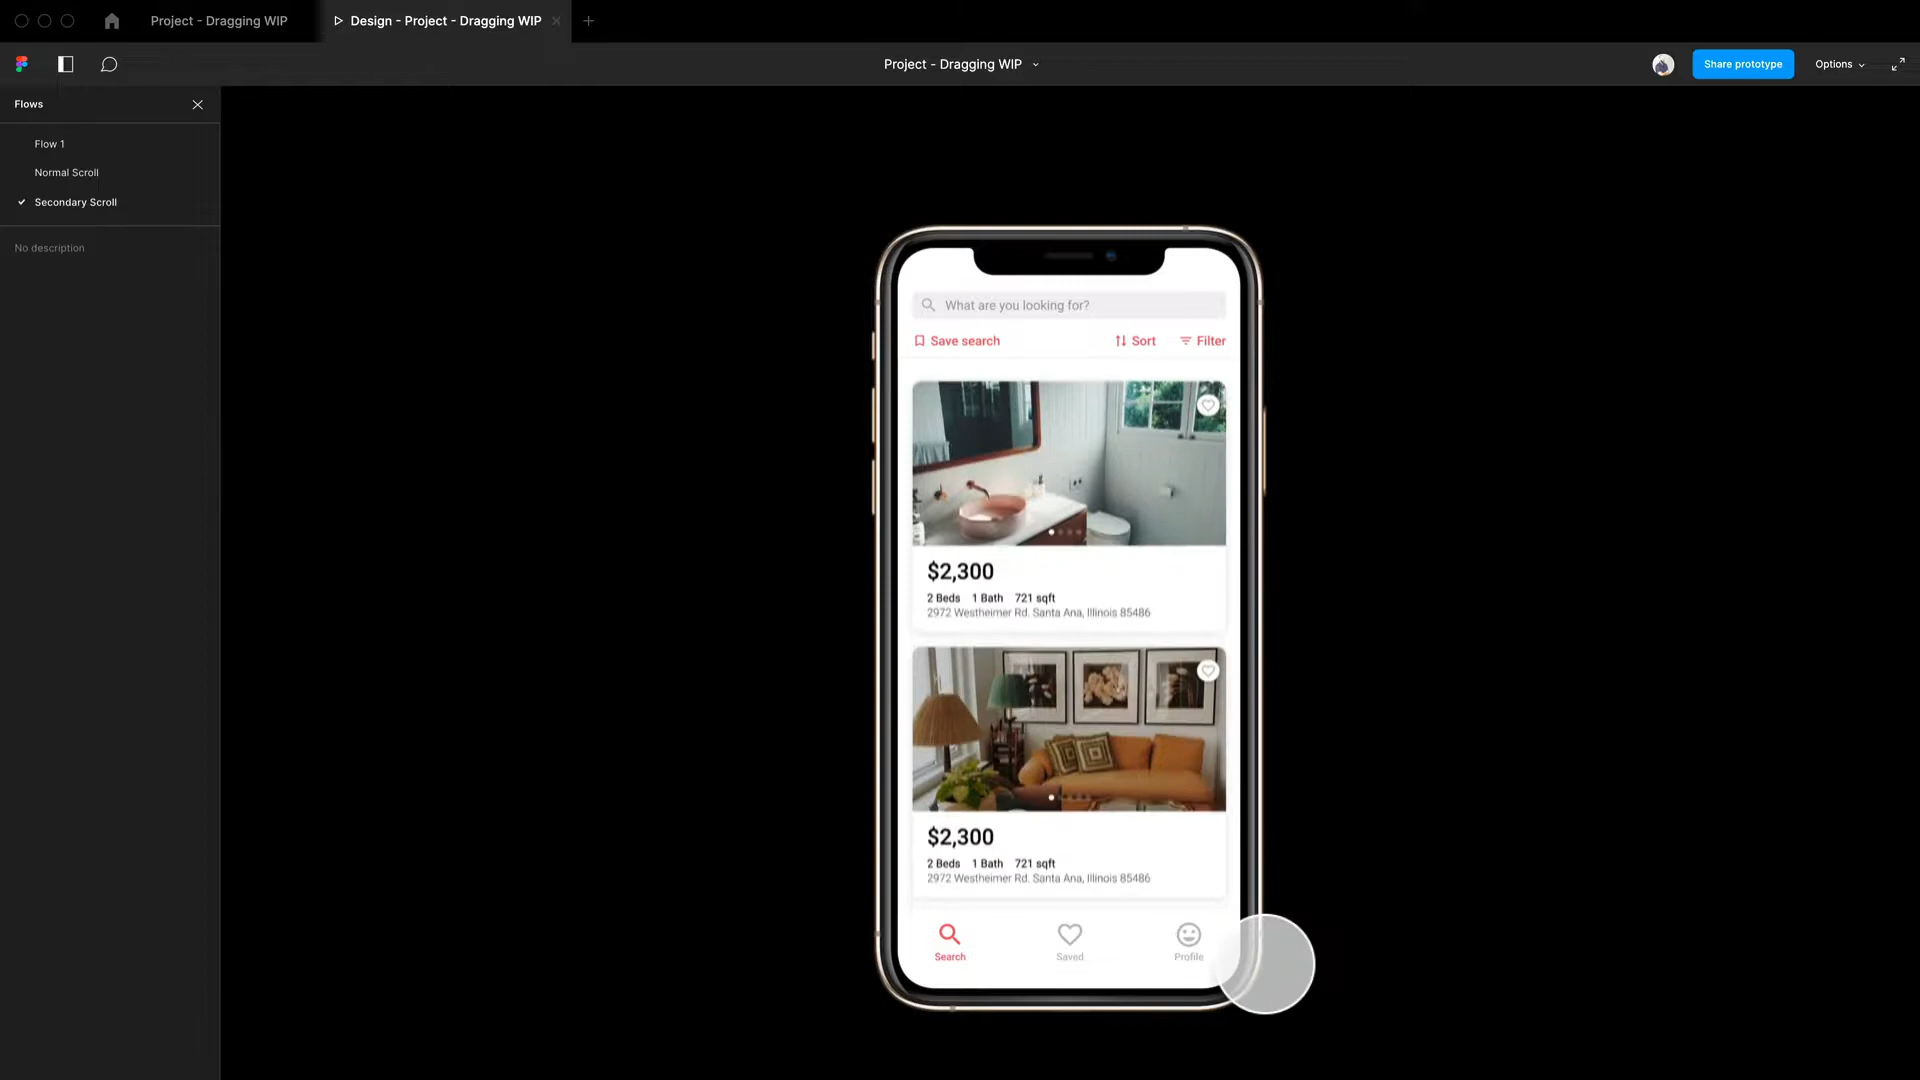 Project - Dragging WIP
Design - Project - Dragging WIP
Project - Dragging WIP
Share prototype
Options
Flows
Flow 1
Normal Scroll
Secondary Scroll
No description
What are you looking for?
Save search
Sort
Filter
$2,300
2 Beds 1 Bath 721 sqft
2972 Westheimer Rd. Santa Ana, Illinois 85486
$2,300
2 Beds 1 Bath 721 sqft
2972 Westheimer Rd. Santa Ana, Illinois 85486
Search
Saved
Profile